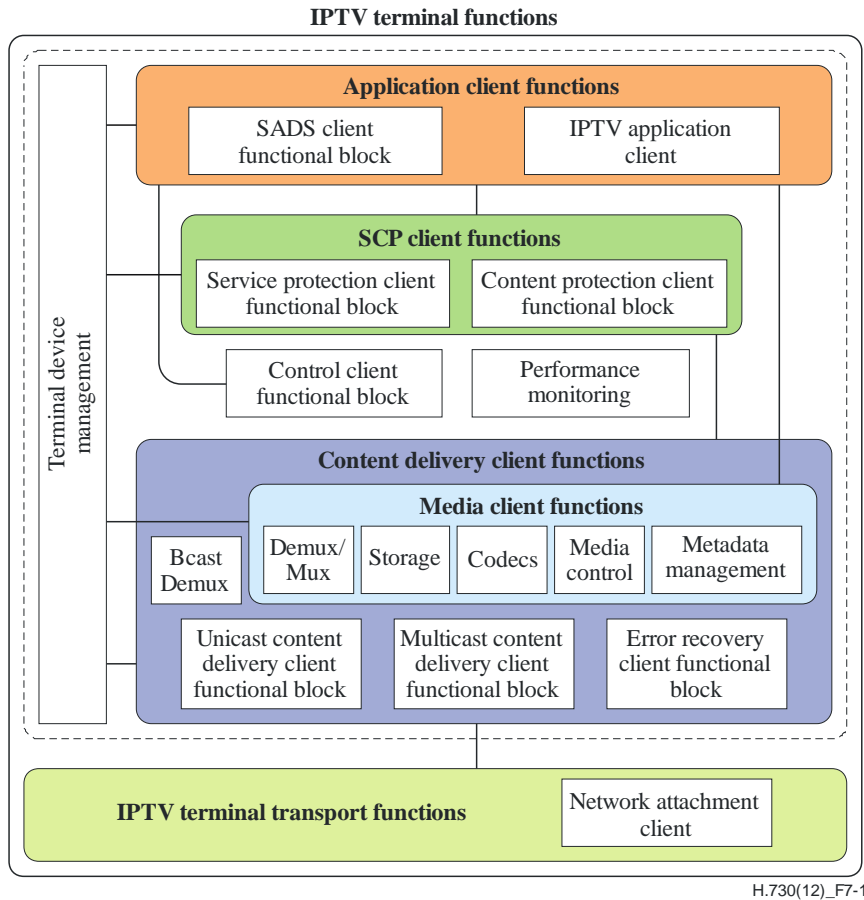 IPTV terminal functions
Terminal device
management
Application client functions
SADS client
functional block
IPTV application
client
SCP client functions
Service protection client
functional block
Content protection client
functional block
Control client
functional block
Performance
monitoring
Content delivery client functions
Media client functions
Bcast
Demux
Demux/
Mux
Storage
Codecs
Media
control
Metadata
management
Unicast content
delivery client
functional block
Multicast content
delivery client
functional block
Error recovery
client functional
block
IPTV terminal transport functions
Network attachment
client
H.730(12)_F7-1